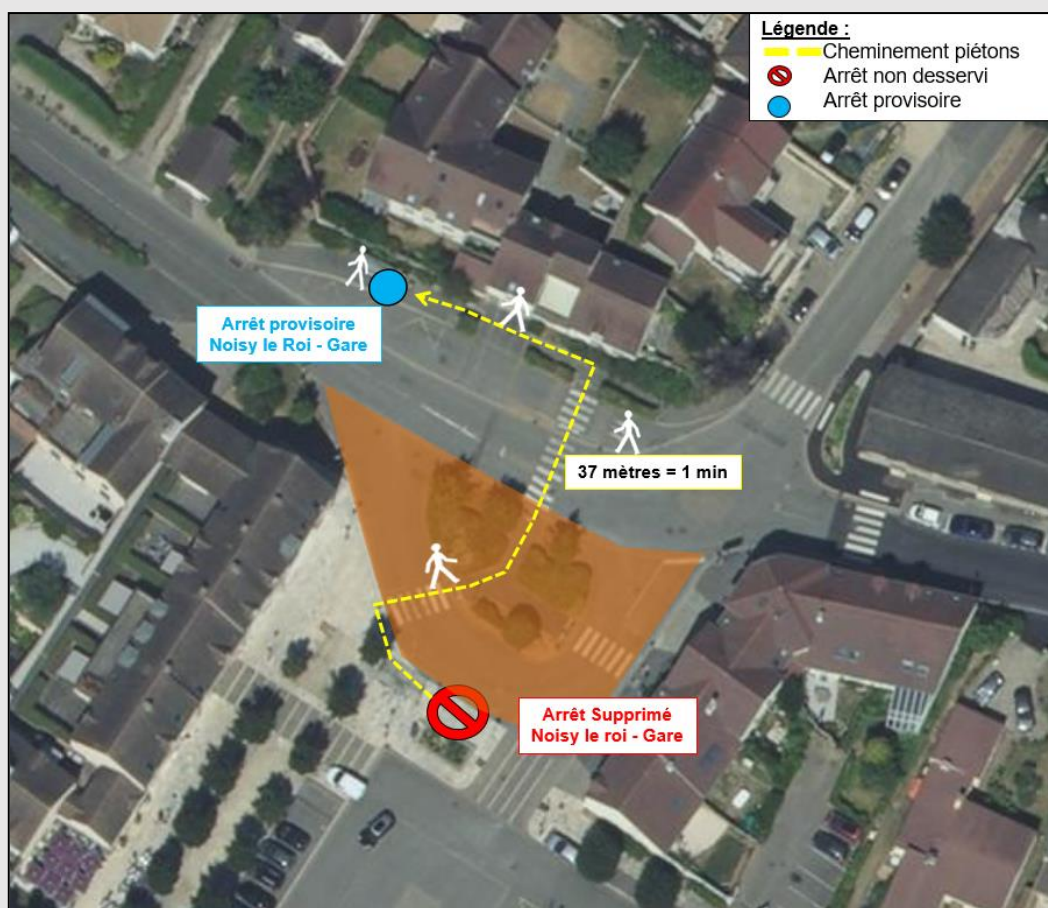 Légende :
Cheminement piétons
Arrêt non desservi
Arrêt provisoire
Arrêt provisoire
Noisy le Roi - Gare
37 mètres = 1 min
Arrêt Supprimé
Noisy le roi - Gare